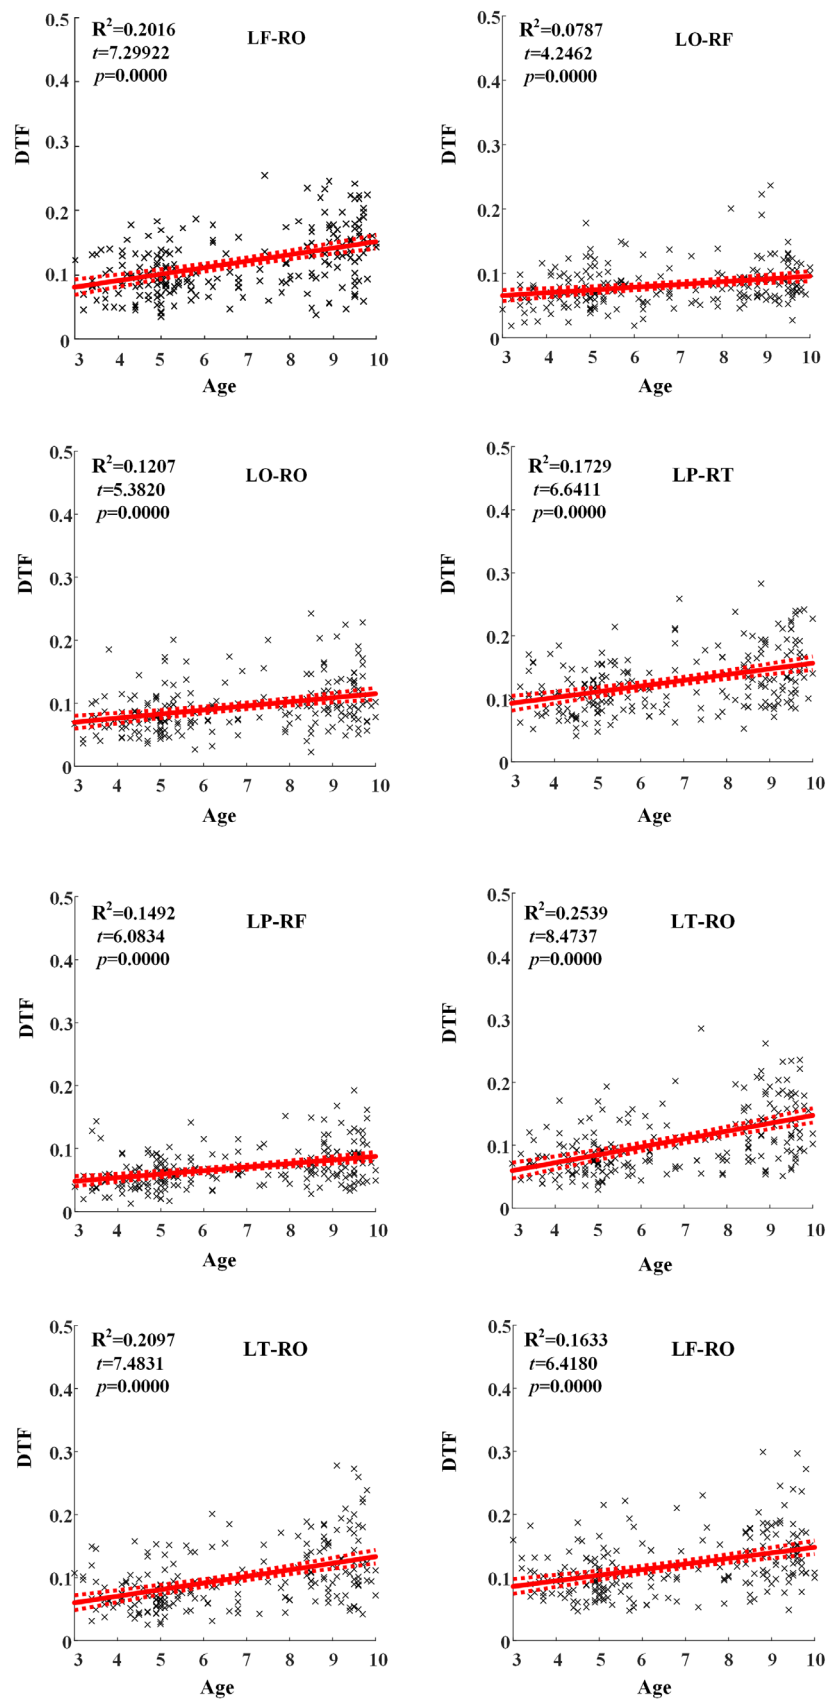 R²=0.2016
t=7.29922
p=0.0000
LF-RO
0.5
0.4
0.3
0.2
0.1
0
DTF
3 4 5 6 7 8 9 10
Age
R²=0.0787
t=4.2462
p=0.0000
LO-RF
0.5
0.4
0.3
0.2
0.1
0
DTF
3 4 5 6 7 8 9 10
Age
R²=0.1207
t=5.3820
p=0.0000
LO-RO
0.5
0.4
0.3
0.2
0.1
0
DTF
3 4 5 6 7 8 9 10
Age
R²=0.1729
t=6.6411
p=0.0000
LP-RT
0.5
0.4
0.3
0.2
0.1
0
DTF
3 4 5 6 7 8 9 10
Age
R²=0.1492
t=6.0834
p=0.0000
LP-RF
0.5
0.4
0.3
0.2
0.1
0
DTF
3 4 5 6 7 8 9 10
Age
R²=0.2539
t=8.4737
p=0.0000
LT-RO
0.5
0.4
0.3
0.2
0.1
0
DTF
3 4 5 6 7 8 9 10
Age
R²=0.2097
t=7.4831
p=0.0000
LT-RO
0.5
0.4
0.3
0.2
0.1
0
DTF
3 4 5 6 7 8 9 10
Age
R²=0.1633
t=6.4180
p=0.0000
LF-RO
0.5
0.4
0.3
0.2
0.1
0
DTF
3 4 5 6 7 8 9 10
Age